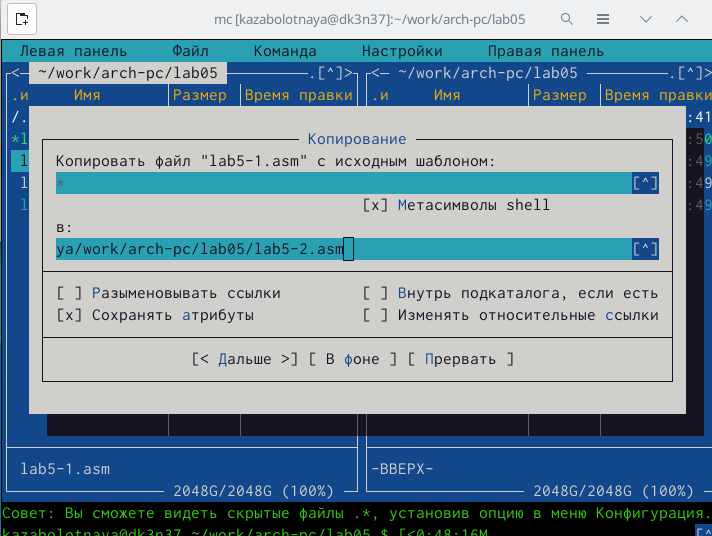 mc [kazabolotnaya@dk3n37]:~/work/arch-pc/lab05
Левая панель Файл Команда Настройки Правая панель
<— ~/work/arch-pc/lab05 —.[^]> <— ~/work/arch-pc/lab05 —.[^]>
.и Имя Размер Время правки .и Имя Размер Время правки
/. :41
*l :50
l :49
l :49
l :49
Копирование
Копировать файл "lab5-1.asm" с исходным шаблоном:
* [^]
[x] Метасимволы shell
в:
ya/work/arch-pc/lab05/lab5-2.asm [^]
[ ] Разыменовывать ссылки [ ] Внутрь подкаталога, если есть
[x] Сохранять атрибуты [ ] Изменять относительные ссылки
[< Дальше >] [ В фоне ] [ Прервать ]
lab5-1.asm -ВВЕРХ-
2048G/2048G (100%) 2048G/2048G (100%)
Совет: Вы сможете видеть скрытые файлы .*, установив опцию в меню Конфигурация.
kazabolotnaya@dk3n37 ~/work/arch-pc/lab05 $ [<0;48;16M [^]